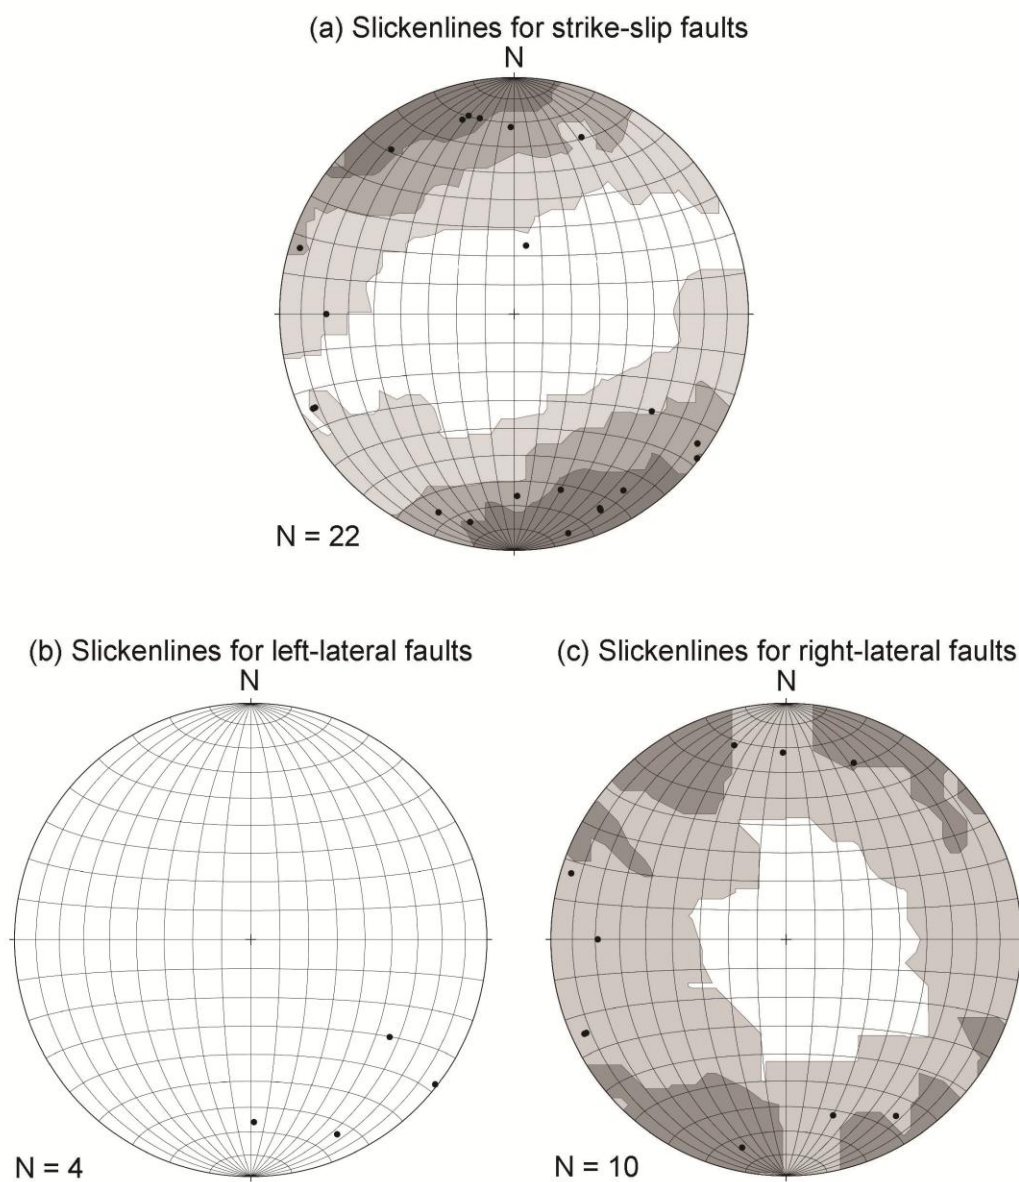 (a) Slickenlines for strike-slip faults
N
N = 22
(b) Slickenlines for left-lateral faults
N
N = 4
(c) Slickenlines for right-lateral faults
N
N = 10